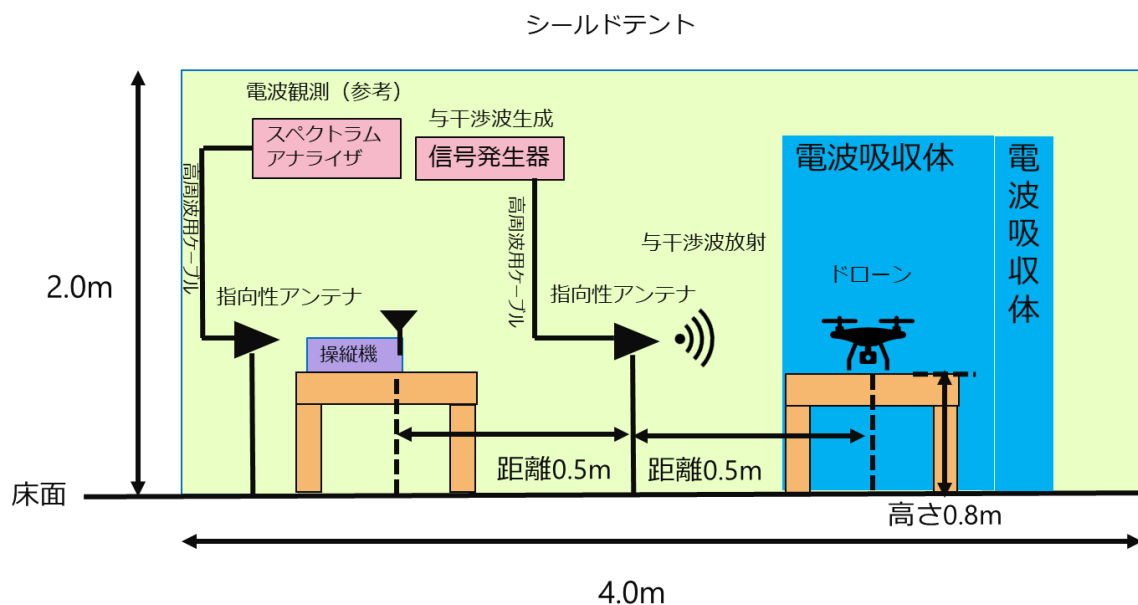 シールドテント
電波観測（参考）
スペクトラム
アナライザ
与干渉波生成
信号発生器
高周波用ケーブル
高周波用ケーブル
指向性アンテナ
指向性アンテナ
与干渉波放射
電波吸収体
電波吸収体
ドローン
操縦機
2.0m
距離0.5m
距離0.5m
床面
高さ0.8m
4.0m